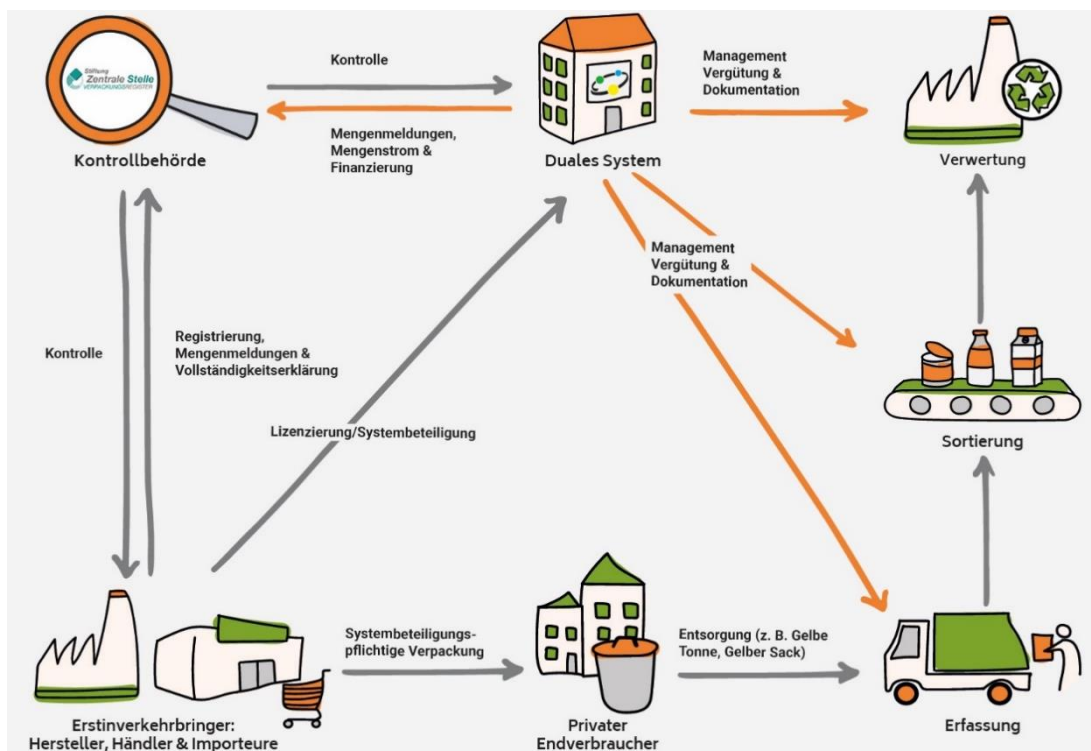 Stiftung
Zentrale Stelle
VERPACKUNGSREGISTER
Kontrollbehörde
Kontrolle
Mengenmeldungen,
Mengenstrom &
Finanzierung
Duales System
Management
Vergütung &
Dokumentation
Verwertung
Management
Vergütung &
Dokumentation
Kontrolle
Registrierung,
Mengenmeldungen &
Vollständigkeitserklärung
Lizenzierung/Systembeteiligung
Sortierung
Systembeteiligungs-
pflichtige Verpackung
Entsorgung (z. B. Gelbe
Tonne, Gelber Sack)
Erstinverkehrbringer:
Hersteller, Händler & Importeure
Privater
Endverbraucher
Erfassung